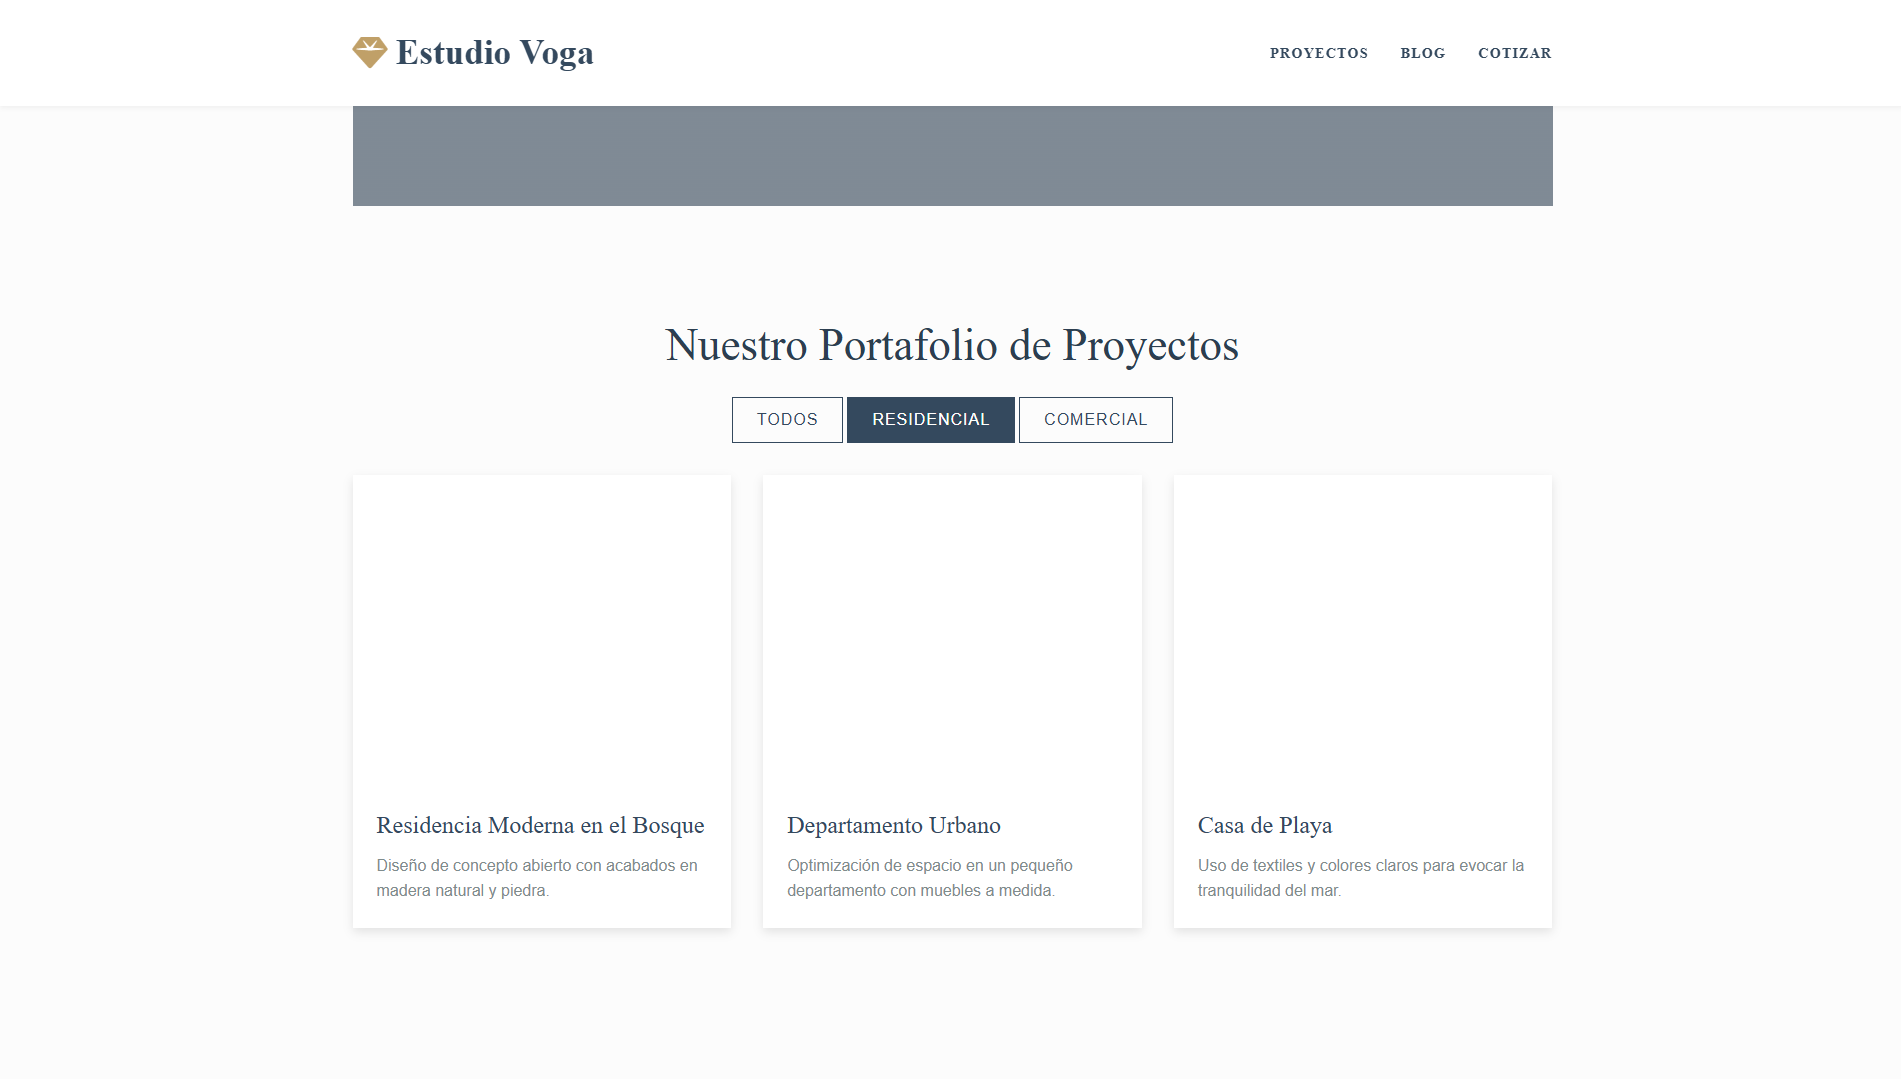 Estudio Voga
PROYECTOS BLOG COTIZAR
Nuestro Portafolio de Proyectos
TODOS RESIDENCIAL COMERCIAL
Residencia Moderna en el Bosque
Diseño de concepto abierto con acabados en
madera natural y piedra.
Departamento Urbano
Optimización de espacio en un pequeño
departamento con muebles a medida.
Casa de Playa
Uso de textiles y colores claros para evocar la
tranquilidad del mar.